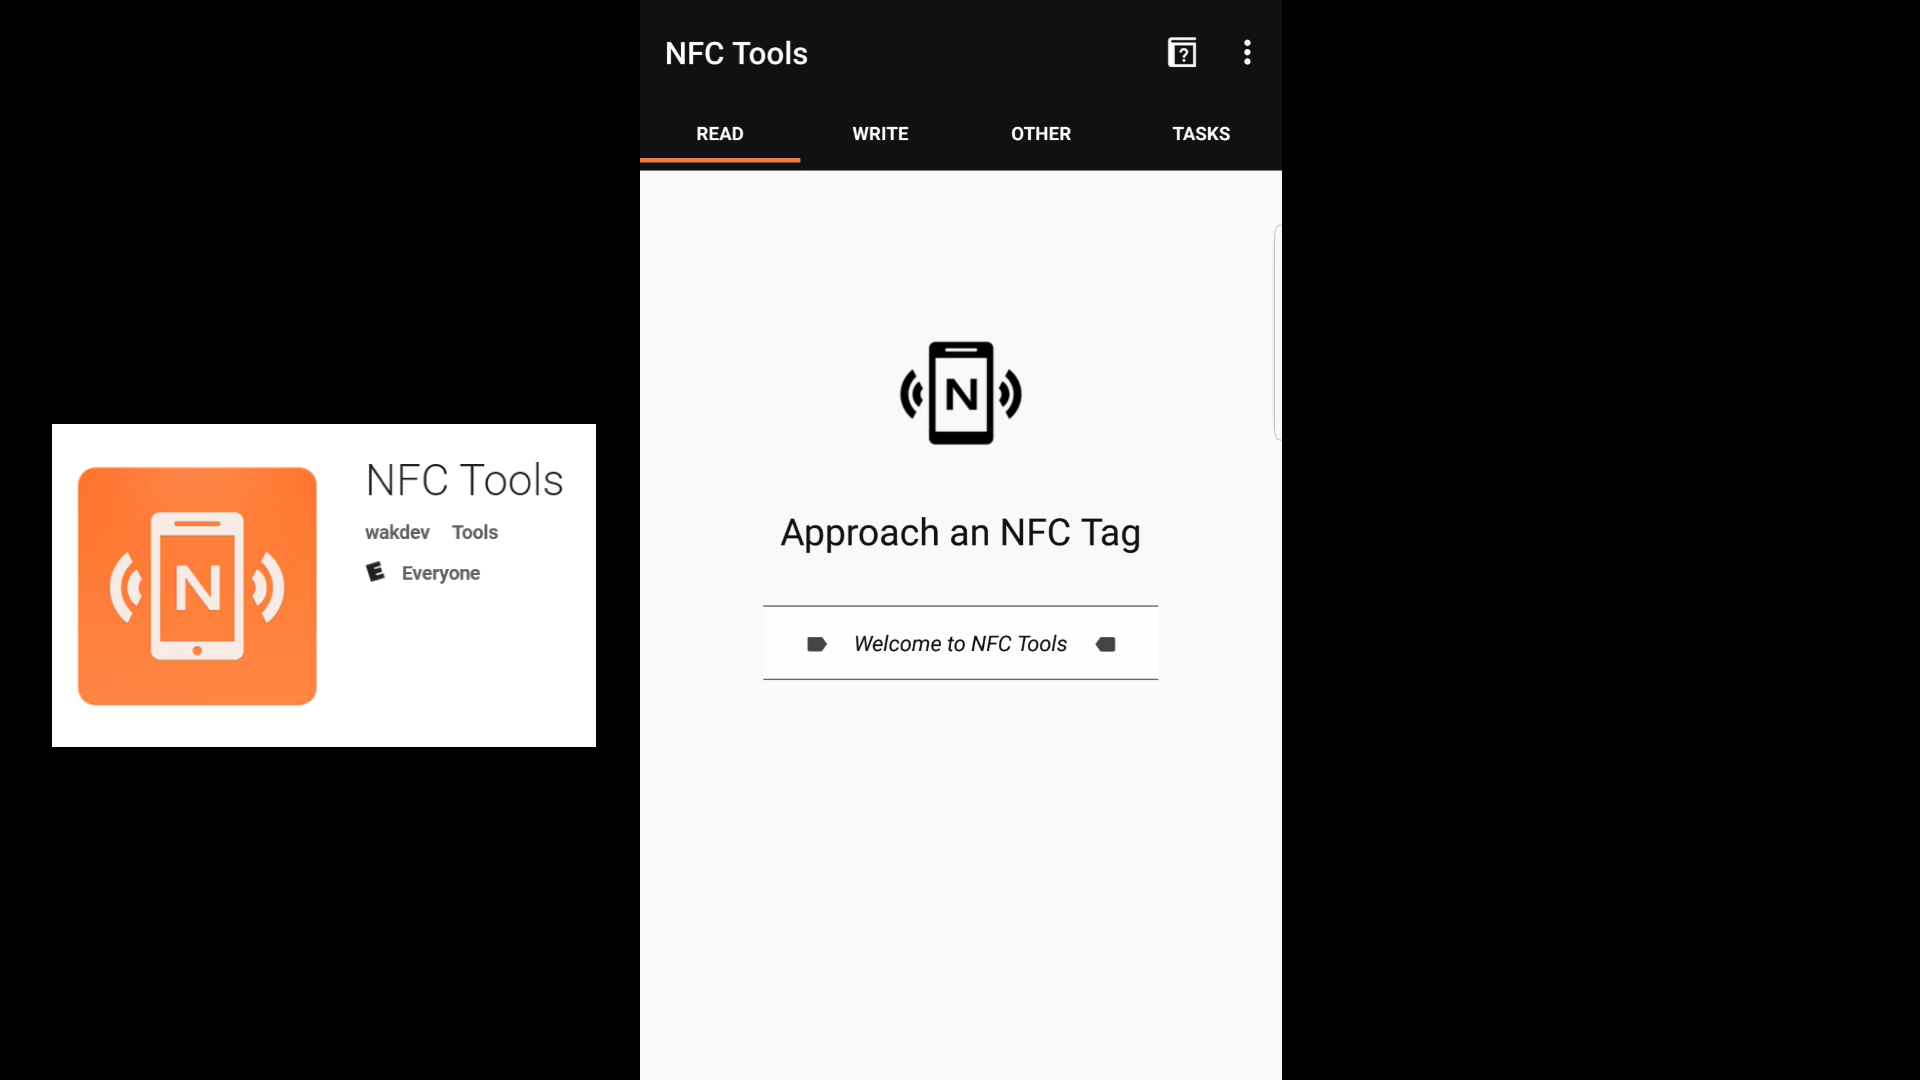 NFC Tools
wakdev Tools
E Everyone
N
NFC Tools
?
READ WRITE OTHER TASKS
N
Approach an NFC Tag
Welcome to NFC Tools